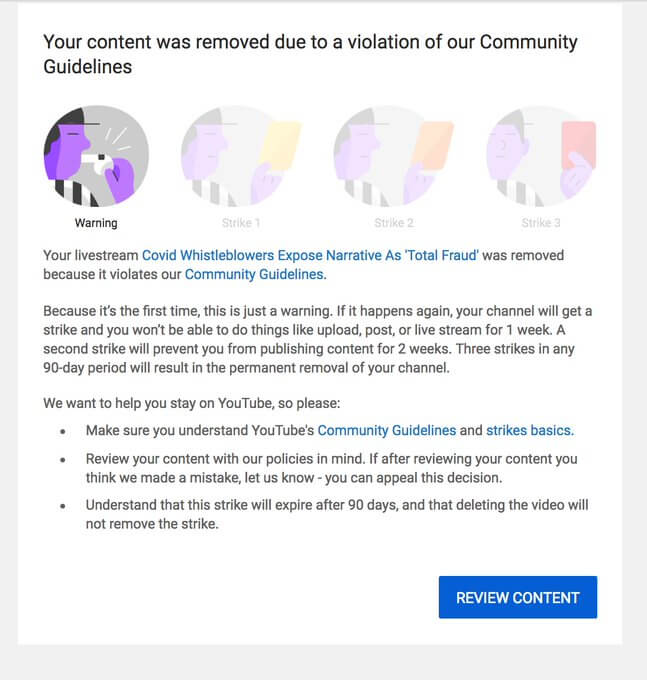 Your content was removed due to a violation of our Community
Guidelines
Warning
Strike 1
Strike 2
Strike 3
Your livestream Covid Whistleblowers Expose Narrative As 'Total Fraud' was removed
because it violates our Community Guidelines.
Because it's the first time, this is just a warning. If it happens again, your channel will get a
strike and you won't be able to do things like upload, post, or live stream for 1 week. A
second strike will prevent you from publishing content for 2 weeks. Three strikes in any
90-day period will result in the permanent removal of your channel.
We want to help you stay on YouTube, so please:
• Make sure you understand YouTube's Community Guidelines and strikes basics.
• Review your content with our policies in mind. If after reviewing your content you
think we made a mistake, let us know - you can appeal this decision.
• Understand that this strike will expire after 90 days, and that deleting the video will
not remove the strike.
REVIEW CONTENT